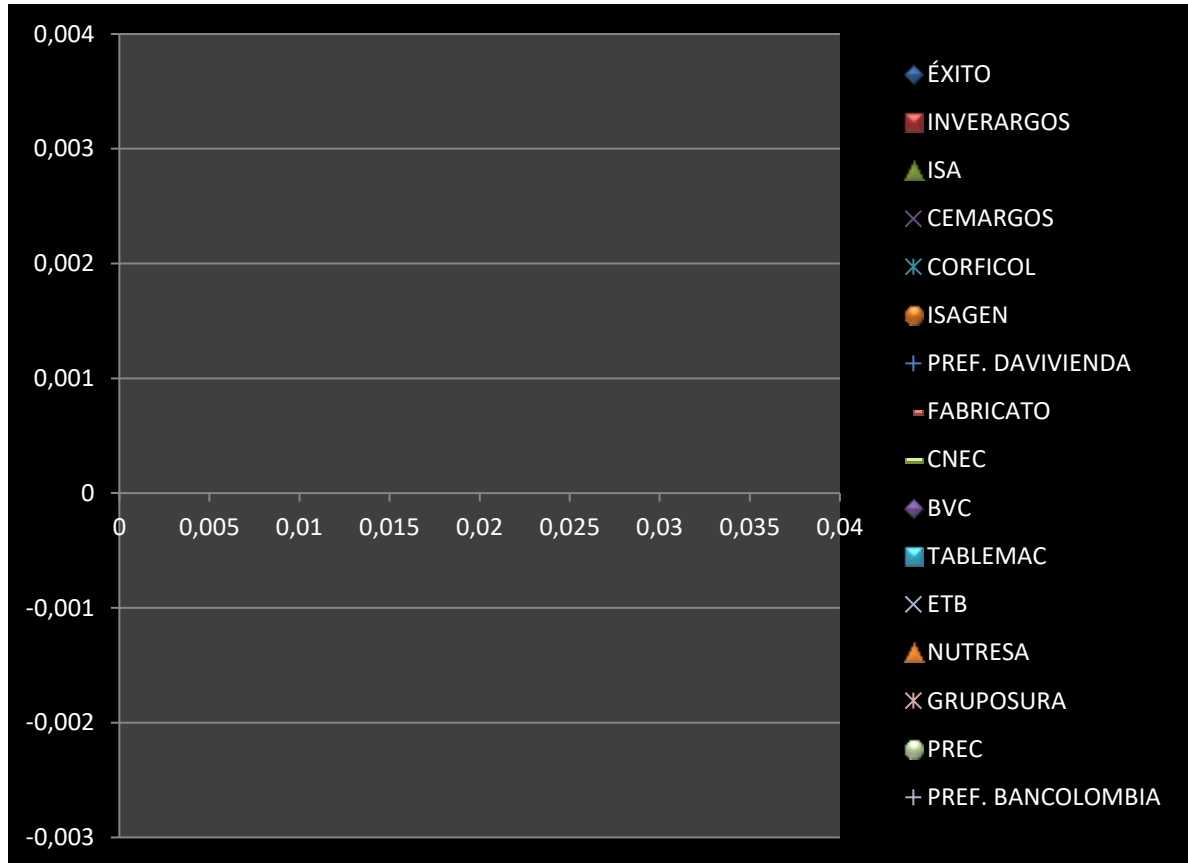 0,004
0,003
0,002
0,001
0
-0,001
-0,002
-0,003
0 0,005 0,01 0,015 0,02 0,025 0,03 0,035 0,04
ÉXITO
INVERARGOS
ISA
CEMARGOS
CORFICOL
ISAGEN
PREF. DAVIVIENDA
FABRICATO
CNEC
BVC
TABLEMAC
ETB
NUTRESA
GRUPOSURA
PREC
PREF. BANCOLOMBIA